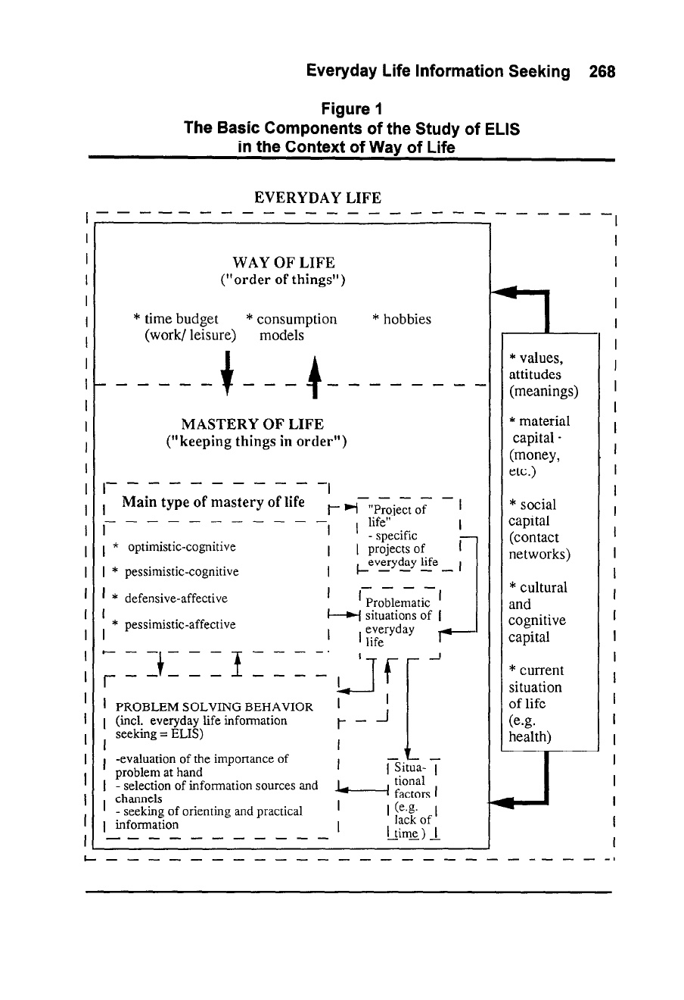 Everyday Life Information Seeking 268
Figure 1
The Basic Components of the Study of ELIS
in the Context of Way of Life
EVERYDAY LIFE
WAY OF LIFE
("order of things")
* time budget
(work/ leisure)
* consumption
models
* hobbies
MASTERY OF LIFE
("keeping things in order")
Main type of mastery of life
* optimistic-cognitive
* pessimistic-cognitive
* defensive-affective
* pessimistic-affective
"Project of
life"
- specific
projects of
everyday life
Problematic
situations of
everyday
life
PROBLEM SOLVING BEHAVIOR
(incl. everyday life information
seeking = ELIS)
-evaluation of the importance of
problem at hand
- selection of information sources and
channels
- seeking of orienting and practical
information
Situa-
tional
factors
(e.g.
lack of
time)
* values,
attitudes
(meanings)
* material
capital -
(money,
etc.)
* social
capital
(contact
networks)
* cultural
and
cognitive
capital
* current
situation
of life
(e.g.
health)